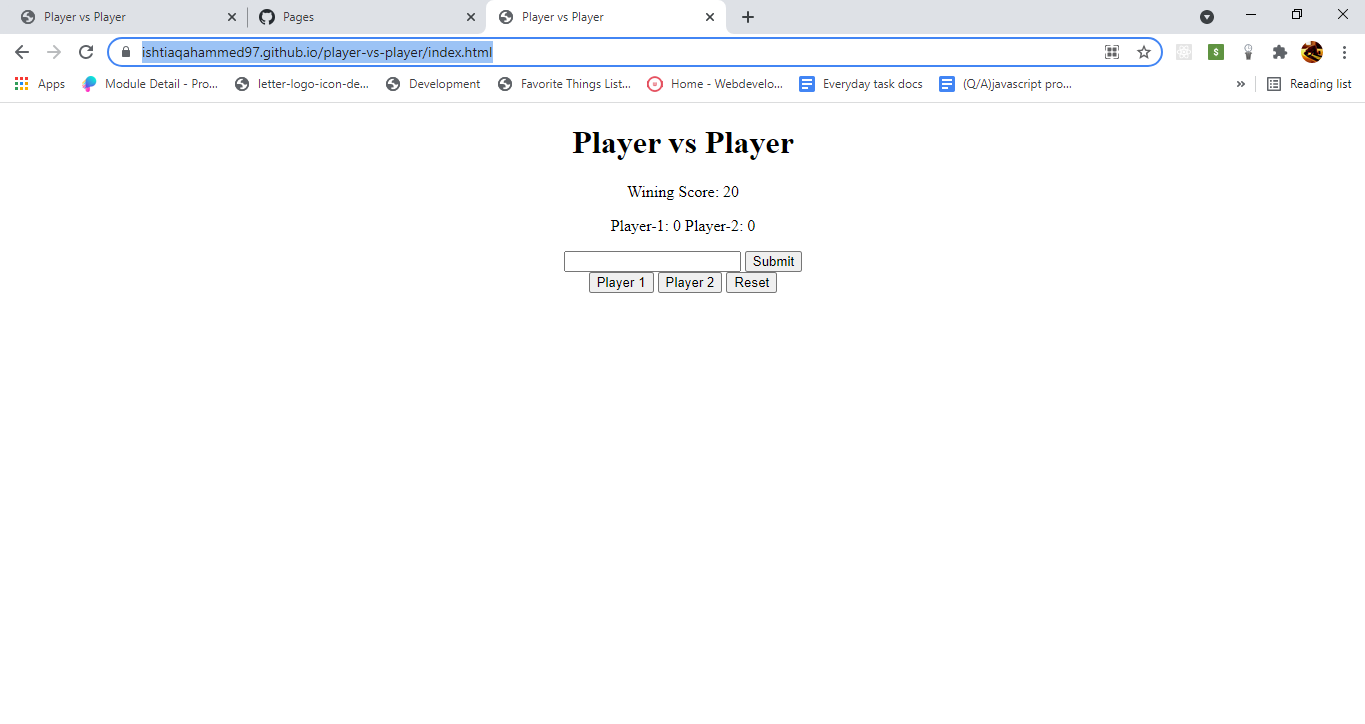 Player vs Player
Pages
Player vs Player
ishtiaqahammed97.github.io/player-vs-player/index.html
Apps
Module Detail - Pro...
letter-logo-icon-de...
Development
Favorite Things List...
Home - Webdevelo...
Everyday task docs
(Q/A)javascript pro...
»
Reading list
Player vs Player
Wining Score: 20
Player-1: 0 Player-2: 0
Submit
Player 1 Player 2 Reset